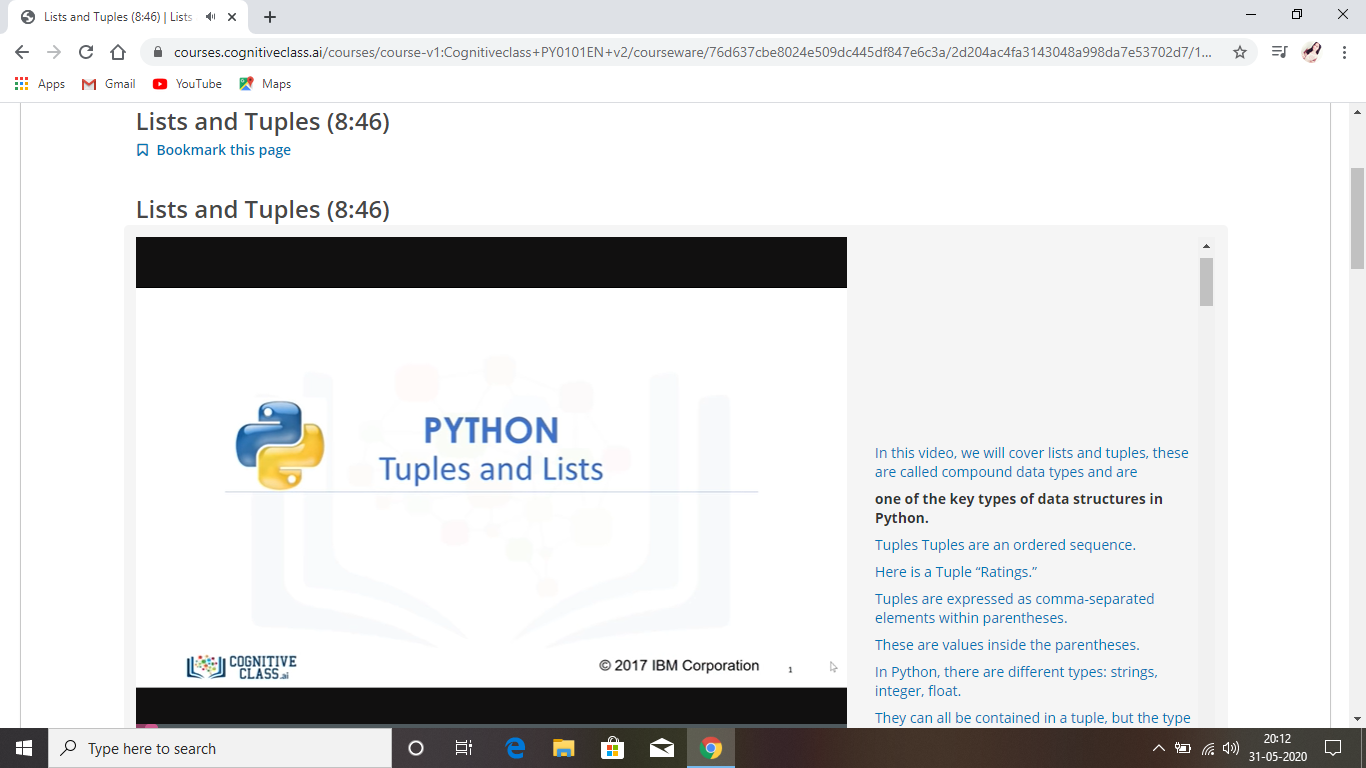 Lists and Tuples (8:46) | Lists
courses.cognitiveclass.ai/courses/course-v1:Cognitiveclass+PY0101EN+v2/courseware/76d637cbe8024e509dc445df847e6c3a/2d204ac4fa3143048a998da7e53702d7/1...
Apps Gmail YouTube Maps
Lists and Tuples (8:46)
Bookmark this page
Lists and Tuples (8:46)
PYTHON
Tuples and Lists
COGNITIVE
CLASS.ai
© 2017 IBM Corporation 1
In this video, we will cover lists and tuples, these
are called compound data types and are
one of the key types of data structures in
Python.
Tuples Tuples are an ordered sequence.
Here is a Tuple “Ratings.”
Tuples are expressed as comma-separated
elements within parentheses.
These are values inside the parentheses.
In Python, there are different types: strings,
integer, float.
They can all be contained in a tuple, but the type
Type here to search
20:12
31-05-2020